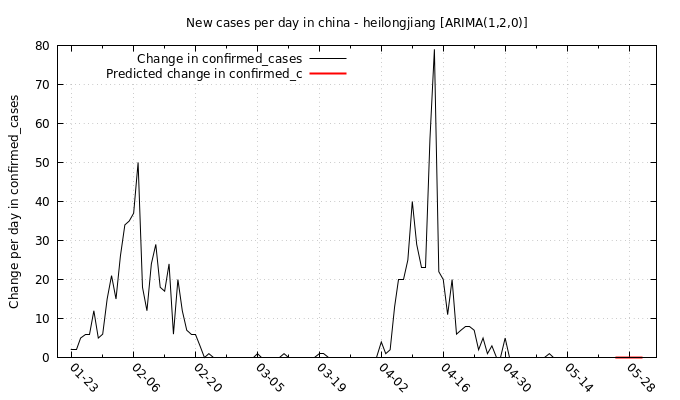 New cases per day in china - heilongjiang [ARIMA(1,2,0)]
Change in confirmed_cases
Predicted change in confirmed_c
Change per day in confirmed_cases
80
70
60
50
40
30
20
10
0
01-23 02-06 02-20 03-05 03-19 04-02 04-16 04-30 05-14 05-28